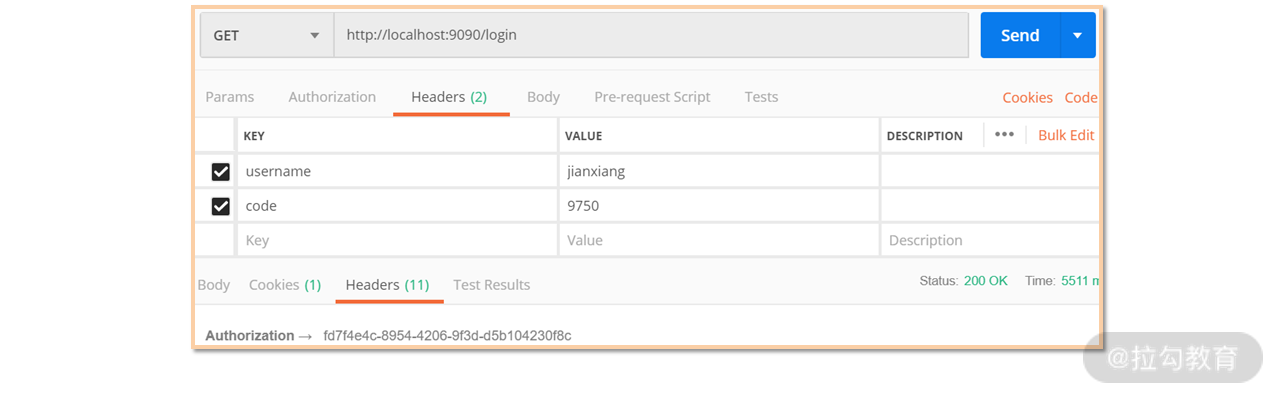 GET http://localhost:9090/login Send
Params Authorization Headers (2) Body Pre-request Script Tests Cookies Code
KEY VALUE DESCRIPTION ••• Bulk Edit
username jianxiang
code 9750
Key Value Description
Body Cookies (1) Headers (11) Test Results Status: 200 OK Time: 5511 m
Authorization → fd7f4e4c-8954-4206-9f3d-d5b104230f8c
@拉勾教育